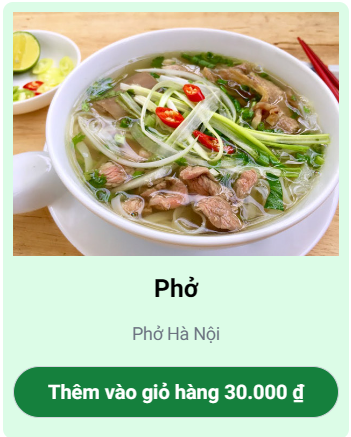 Phở
Phở Hà Nội
Thêm vào giỏ hàng 30.000 ₫